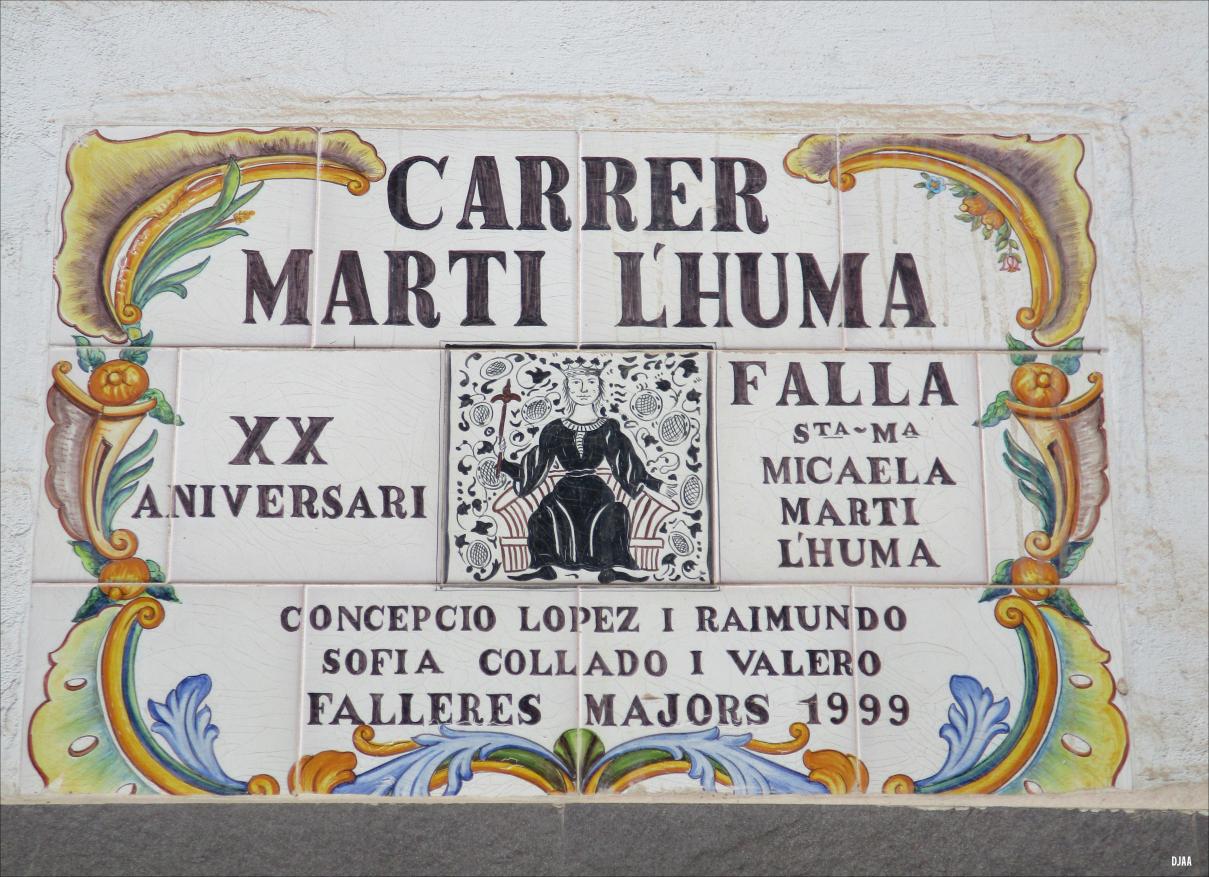 CARRER
MARTI L'HUMA
XX
ANIVERSARI
FALLA
STA~MA
MICAELA
MARTI
L'HUMA
CONCEPCIO LOPEZ I RAIMUNDO
SOFIA COLLADO I VALERO
FALLERES MAJORS 1999
DJAA